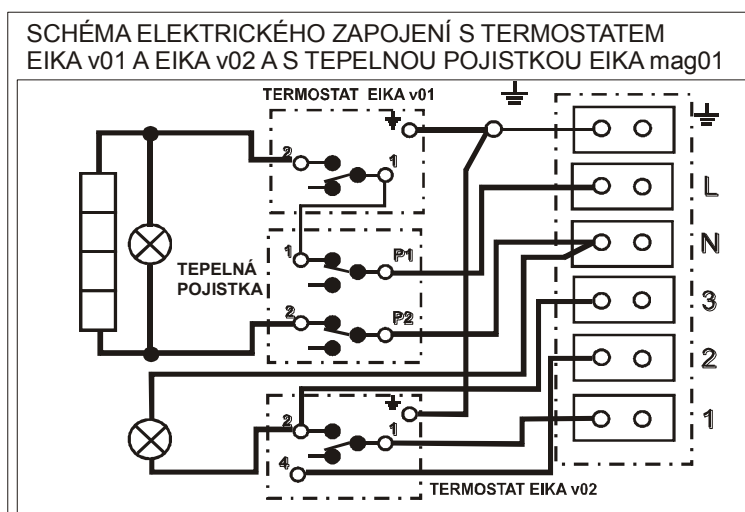 SCHÉMA ELEKTRICKÉHO ZAPOJENÍ S TERMOSTATEM
EIKA v01 A EIKA v02 A S TEPELNOU POJISTKOU EIKA mag01
TERMOSTAT EIKA v01
2
1
L
1
P1
N
TEPELNÁ
POJISTKA
2
P2
3
2
2
1
1
4
TERMOSTAT EIKA v02